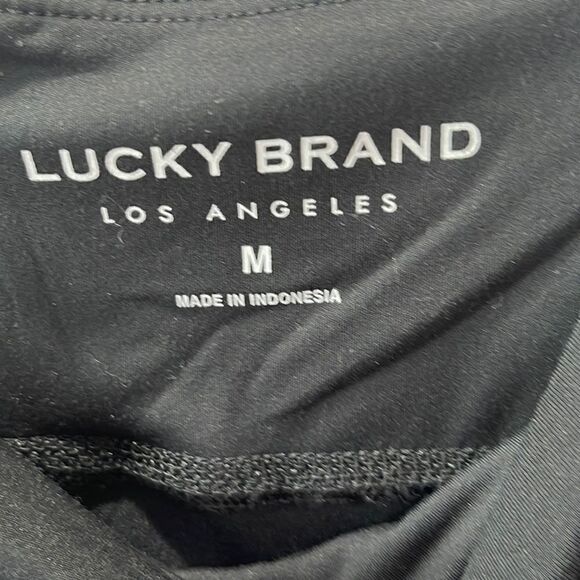 LUCKY BRAND
LOS ANGELES
M
MADE IN INDONESIA